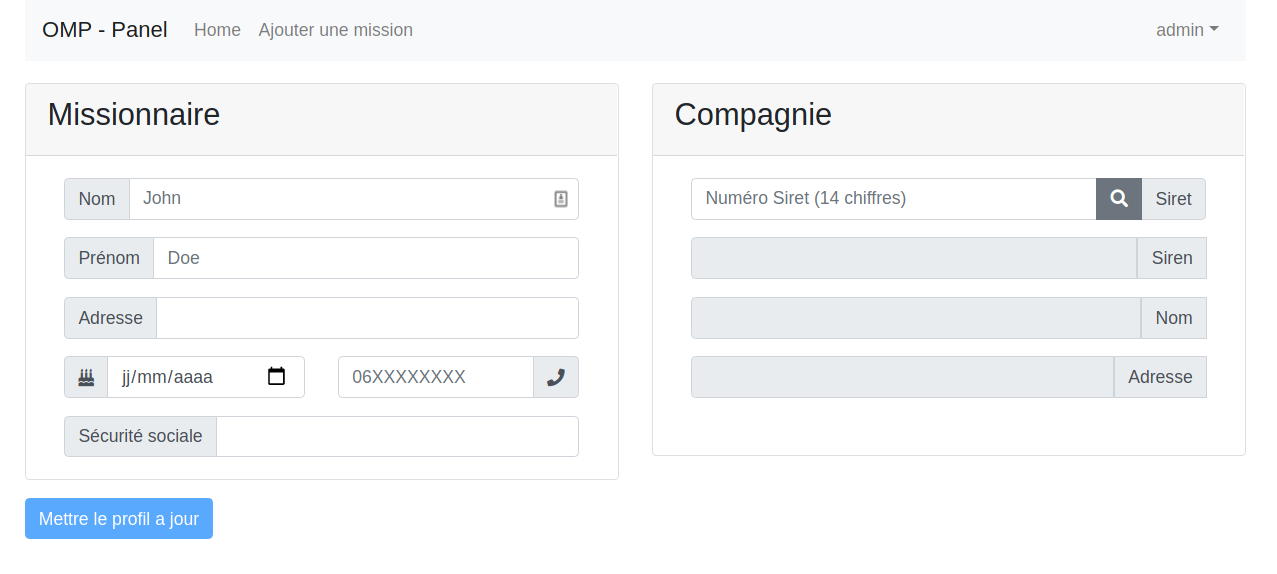 OMP - Panel Home Ajouter une mission admin
Missionnaire
Nom John
Prénom Doe
Adresse
jj/mm/aaaa 06XXXXXXXX
Sécurité sociale
Compagnie
Numéro Siret (14 chiffres) Siret
Siren
Nom
Adresse
Mettre le profil a jour